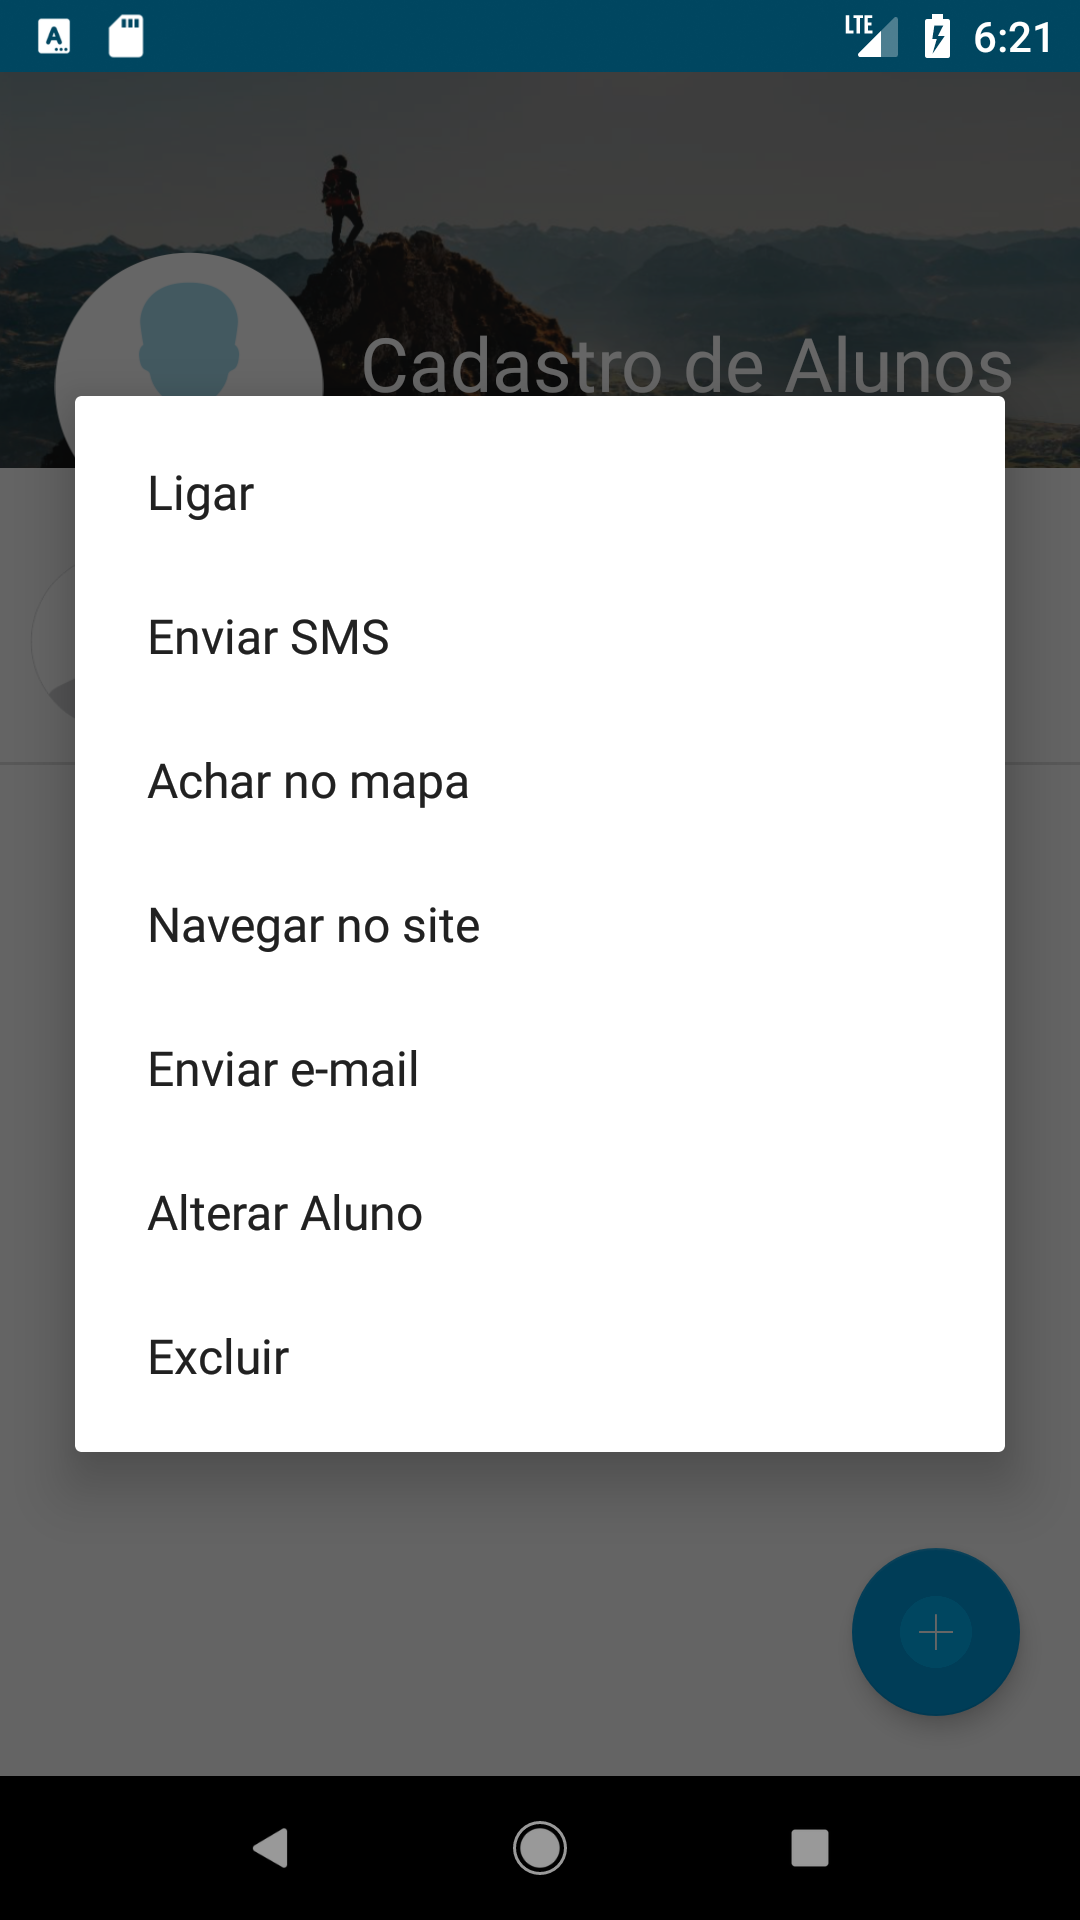 A
LTE
6:21
Cadastro de Alunos
Ligar
Enviar SMS
Achar no mapa
Navegar no site
Enviar e-mail
Alterar Aluno
Excluir